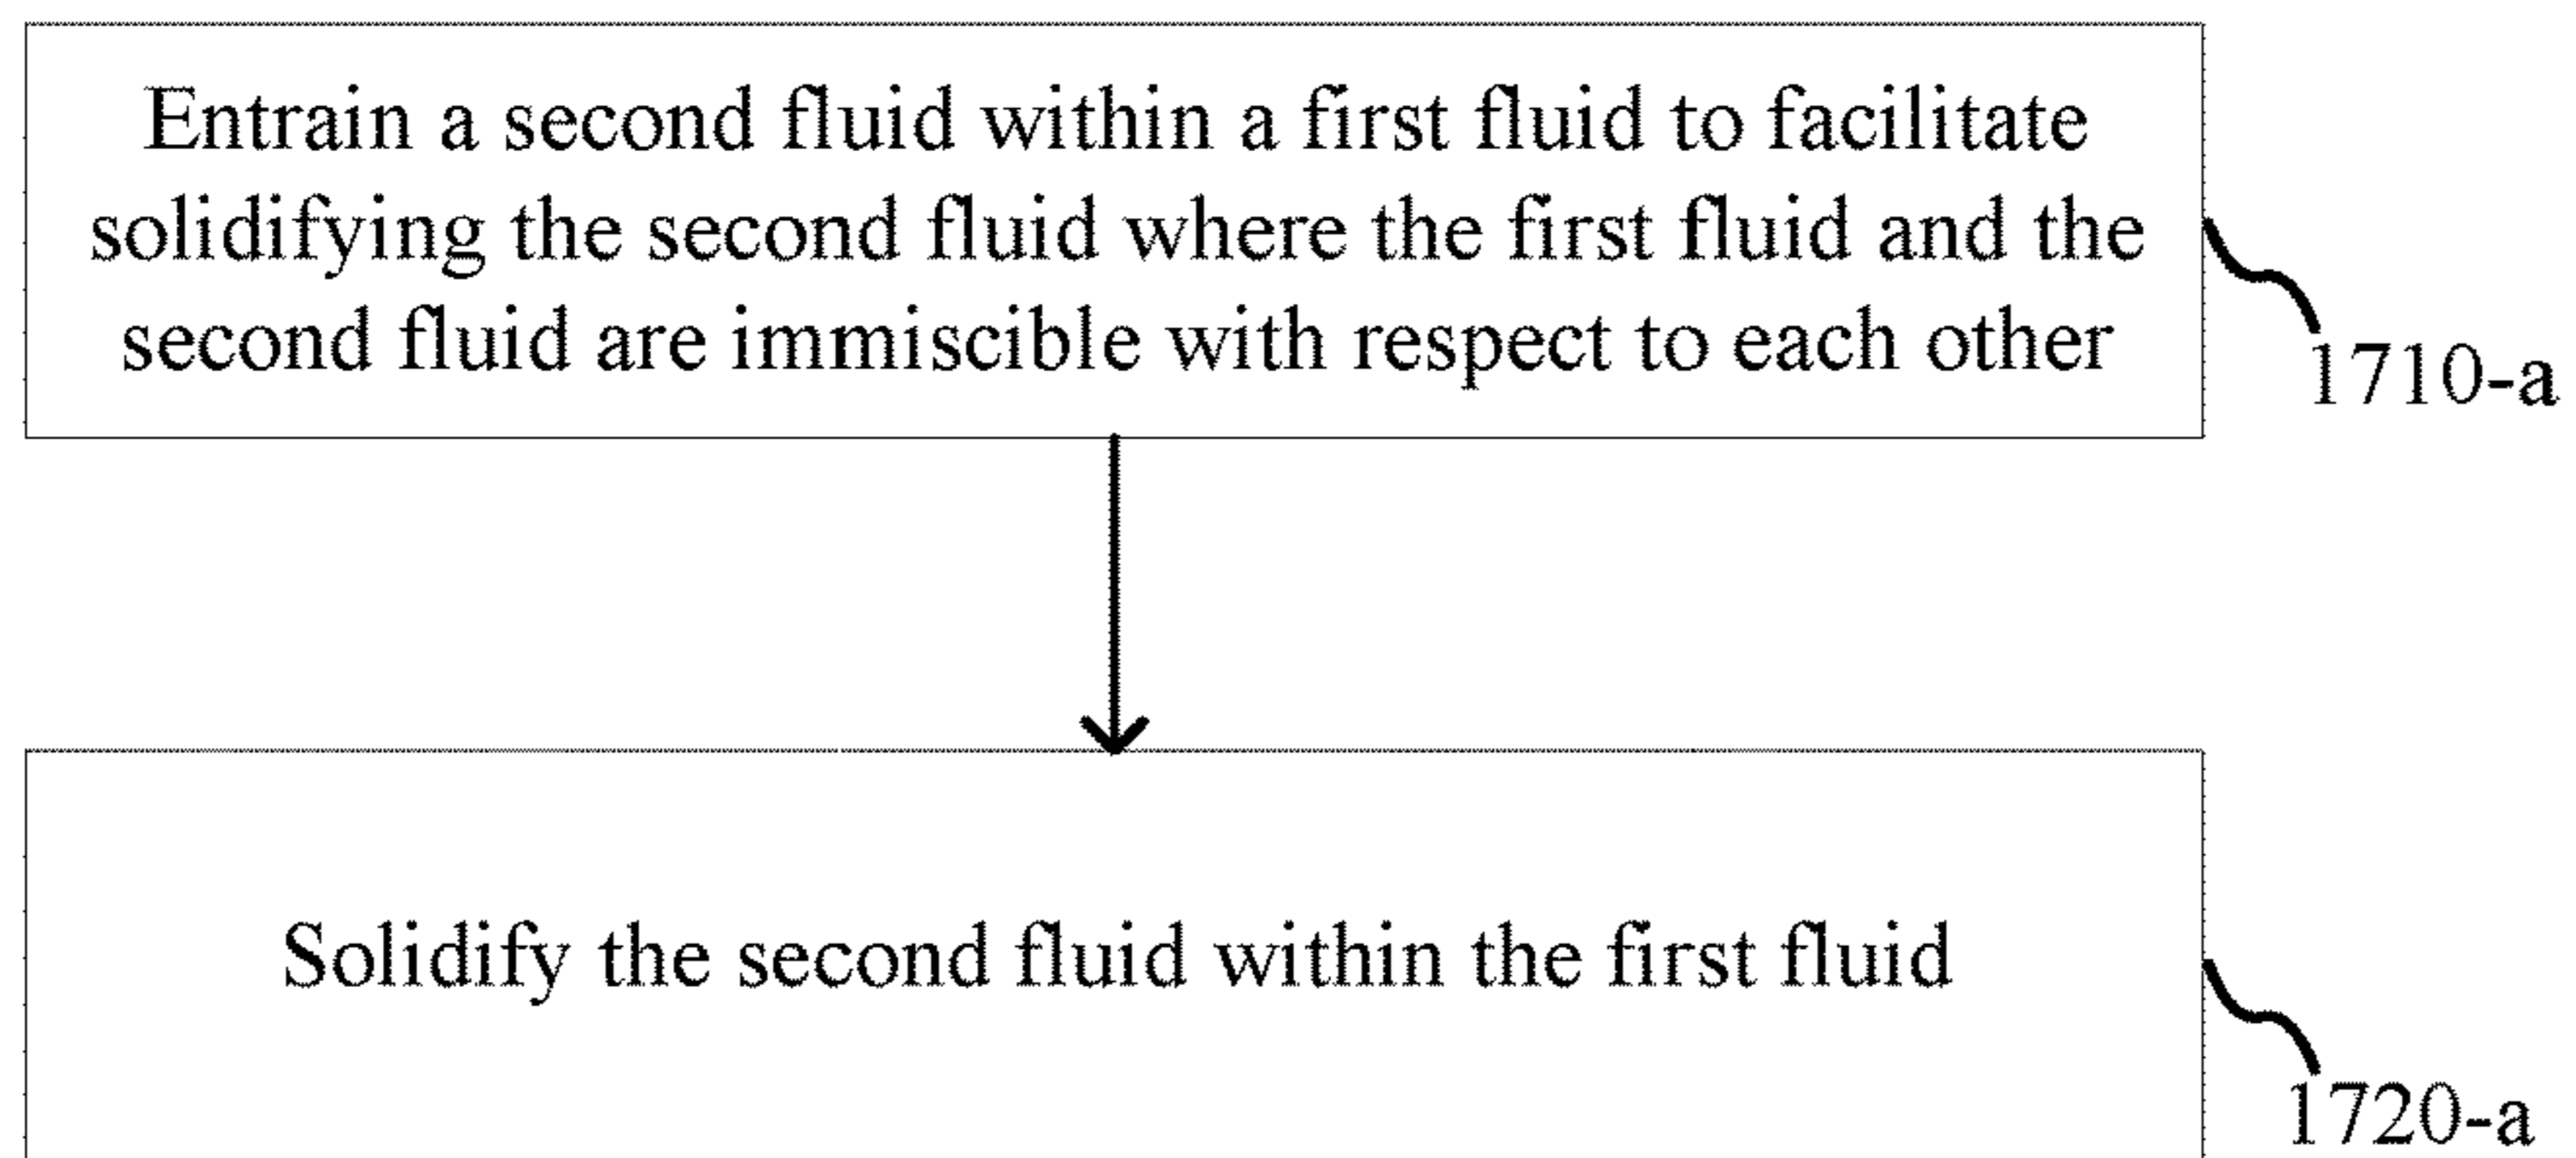 Entrain a second fluid within a first fluid to facilitate
solidifying the second fluid where the first fluid and the
second fluid are immiscible with respect to each other
1710-a
Solidify the second fluid within the first fluid
1720-a